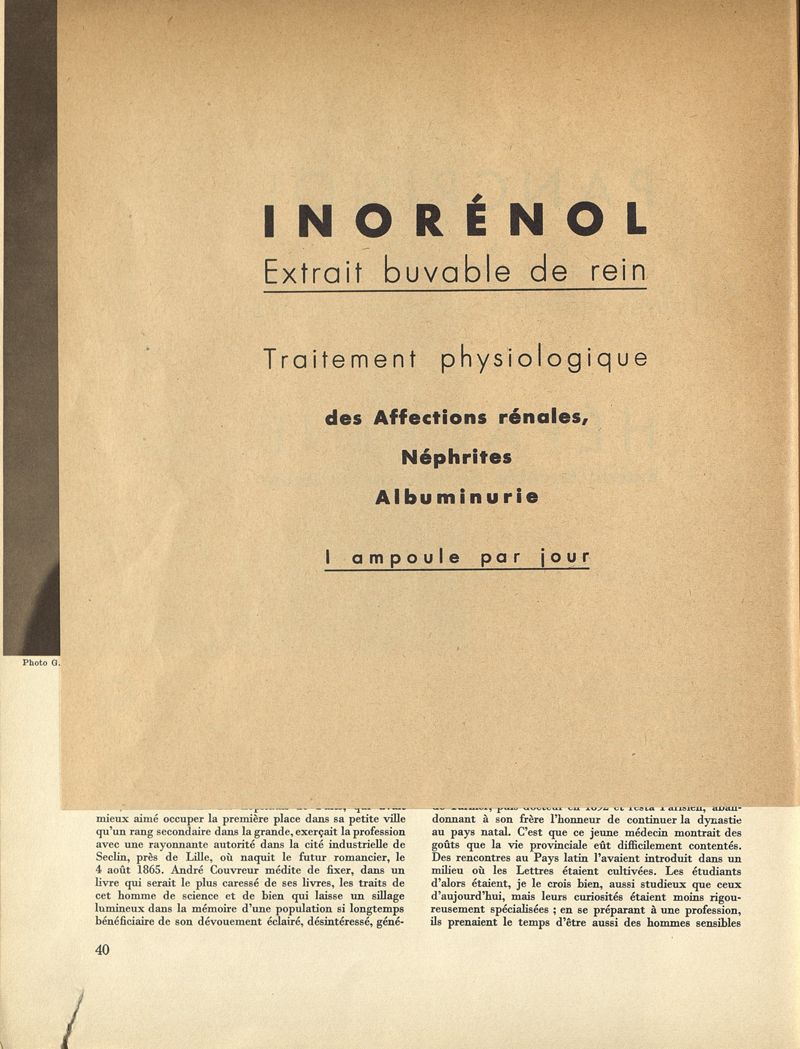 INORÉNOL
Extrait buvable de rein
Traitement physiologique
des Affections rénales,
Néphrites
Albuminurie
1 ampoule par jour
Photo G.
mieux aimé occuper la première place dans sa petite ville
qu'un rang secondaire dans la grande, exerçait la profession
avec une rayonnante autorité dans la cité industrielle de
Seclin, près de Lille, où naquit le futur romancier, le
4 août 1865. André Couvreur médite de fixer, dans un
livre qui serait le plus caressé de ses livres, les traits de
cet homme de science et de bien qui laisse un sillage
lumineux dans la mémoire d'une population si longtemps
bénéficiaire de son dévouement éclairé, désintéressé, géné-
donnant à son frère l'honneur de continuer la dynastie
au pays natal. C'est que ce jeune médecin montrait des
goûts que la vie provinciale eût difficilement contentés.
Des rencontres au Pays latin l'avaient introduit dans un
milieu où les Lettres étaient cultivées. Les étudiants
d'alors étaient, je le crois bien, aussi studieux que ceux
d'aujourd'hui, mais leurs curiosités étaient moins rigou-
reusement spécialisées ; en se préparant à une profession,
ils prenaient le temps d'être aussi des hommes sensibles
40